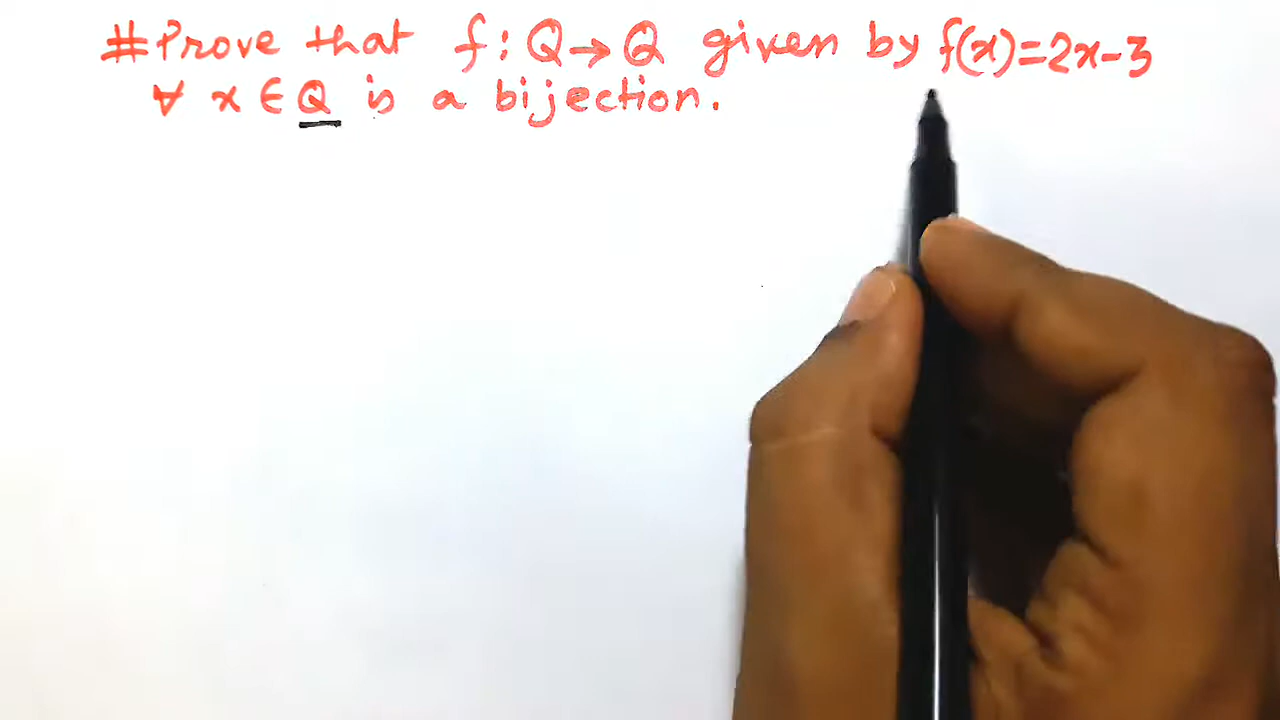 #Prove that f: Q→Q given by f(x)=2x-3
∀ x ∈ Q is a bijection.